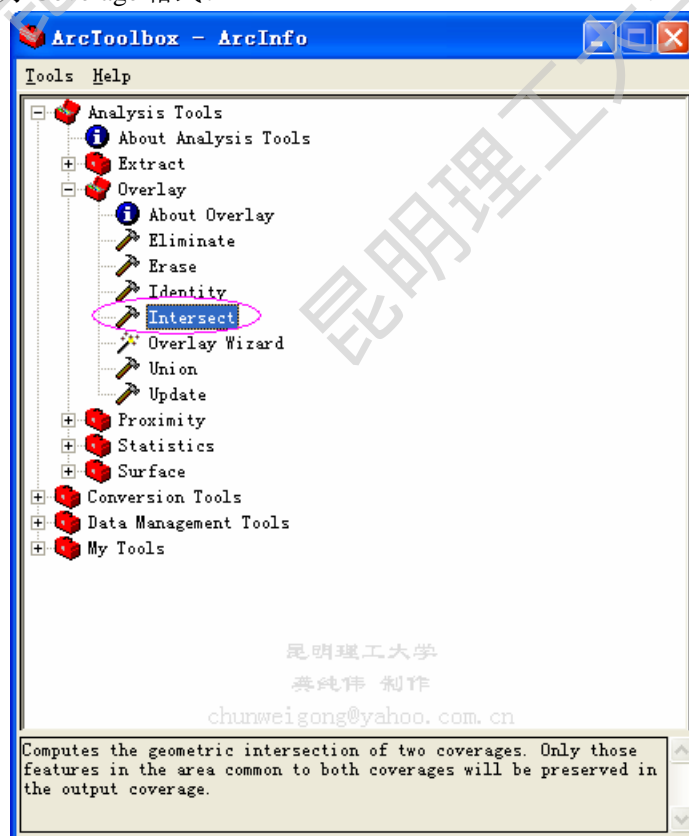 ArcToolbox - ArcInfo
Tools Help
Analysis Tools
About Analysis Tools
Extract
Overlay
About Overlay
Eliminate
Erase
Identity
Intersect
Overlay Wizard
Union
Update
Proximity
Statistics
Surface
Conversion Tools
Data Management Tools
My Tools
昆明理工大学
纯伟 制作
chunweigong@yahoo.com.cn
Computes the geometric intersection of two coverages. Only those
features in the area common to both coverages will be preserved in
the output coverage.
昆明理工大